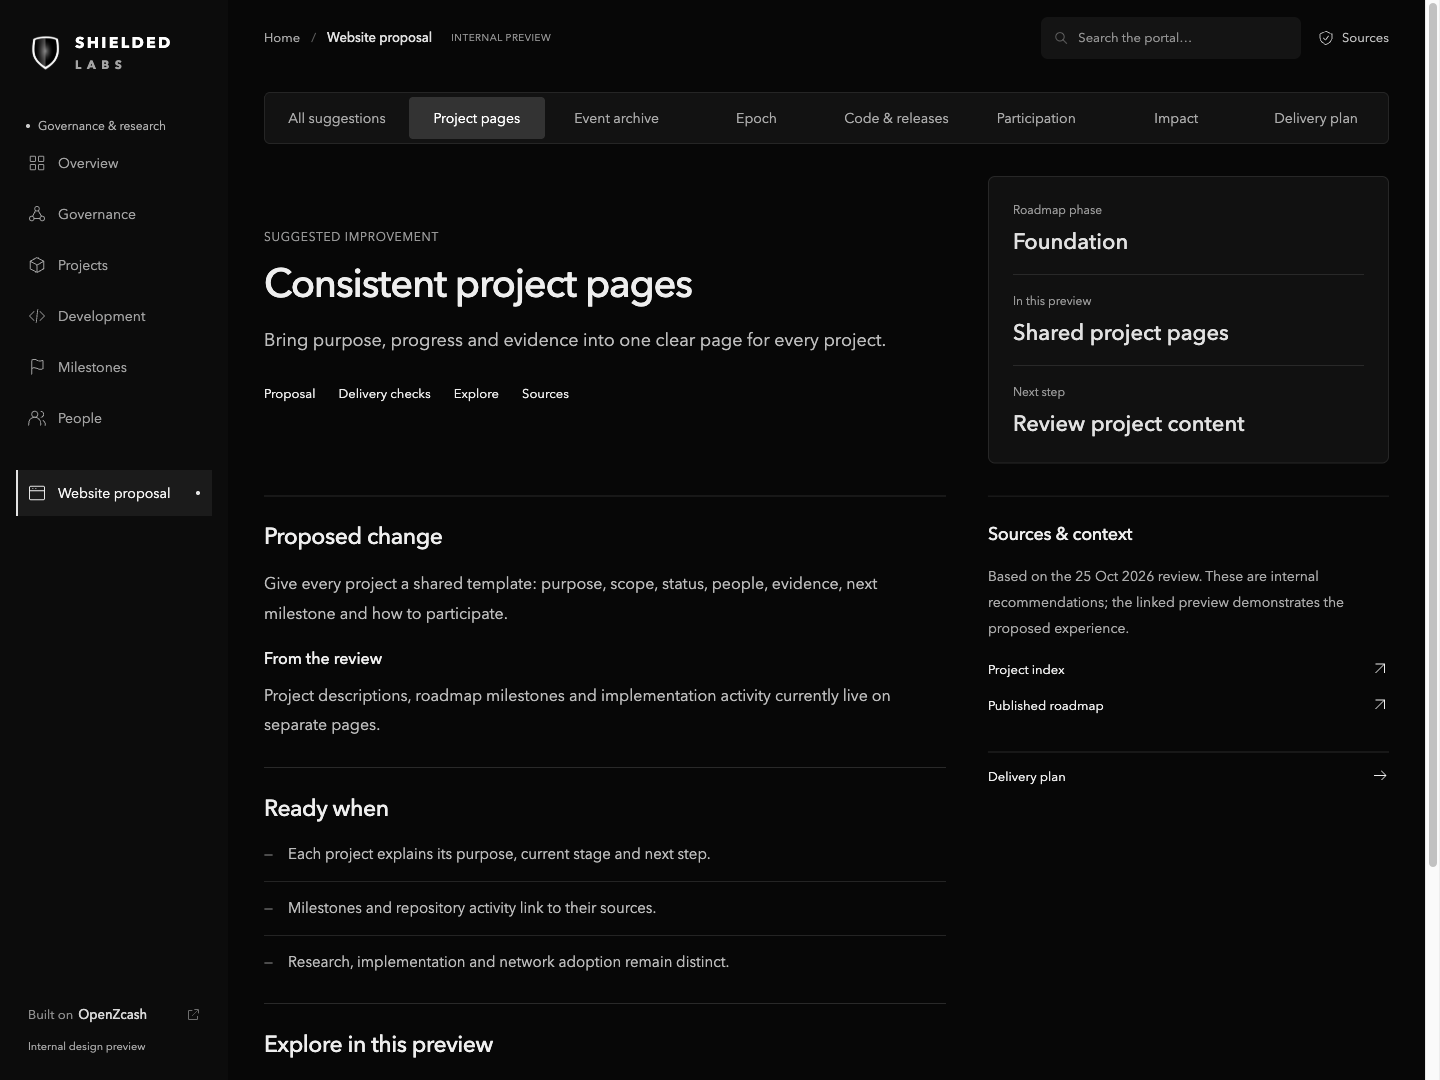 SHIELDED
LABS
Governance & research
Overview
Governance
Projects
Development
Milestones
People
Website proposal
Built on OpenZcash
Internal design preview
Home / Website proposal INTERNAL PREVIEW
Search the portal...
Sources
All suggestions
Project pages
Event archive
Epoch
Code & releases
Participation
Impact
Delivery plan
SUGGESTED IMPROVEMENT
Consistent project pages
Bring purpose, progress and evidence into one clear page for every project.
Proposal
Delivery checks
Explore
Sources
Roadmap phase
Foundation
In this preview
Shared project pages
Next step
Review project content
Proposed change
Give every project a shared template: purpose, scope, status, people, evidence, next
milestone and how to participate.
From the review
Project descriptions, roadmap milestones and implementation activity currently live on
separate pages.
Ready when
– Each project explains its purpose, current stage and next step.
– Milestones and repository activity link to their sources.
– Research, implementation and network adoption remain distinct.
Explore in this preview
Sources & context
Based on the 25 Oct 2026 review. These are internal
recommendations; the linked preview demonstrates the
proposed experience.
Project index
Published roadmap
Delivery plan